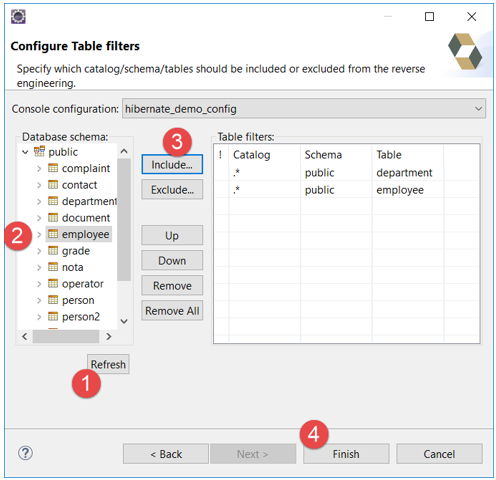 Configure Table filters
Specify which catalog/schema/tables should be included or excluded from the reverse
engineering.
Console configuration: hibernate_demo_config
Database schema:
public
complaint
contact
department
document
employee
grade
nota
operator
person
person2
Refresh
1
2
3
Include...
Exclude...
Up
Down
Remove
Remove All
Table filters:
! Catalog Schema Table
.* public department
.* public employee
4
? < Back Next > Finish Cancel